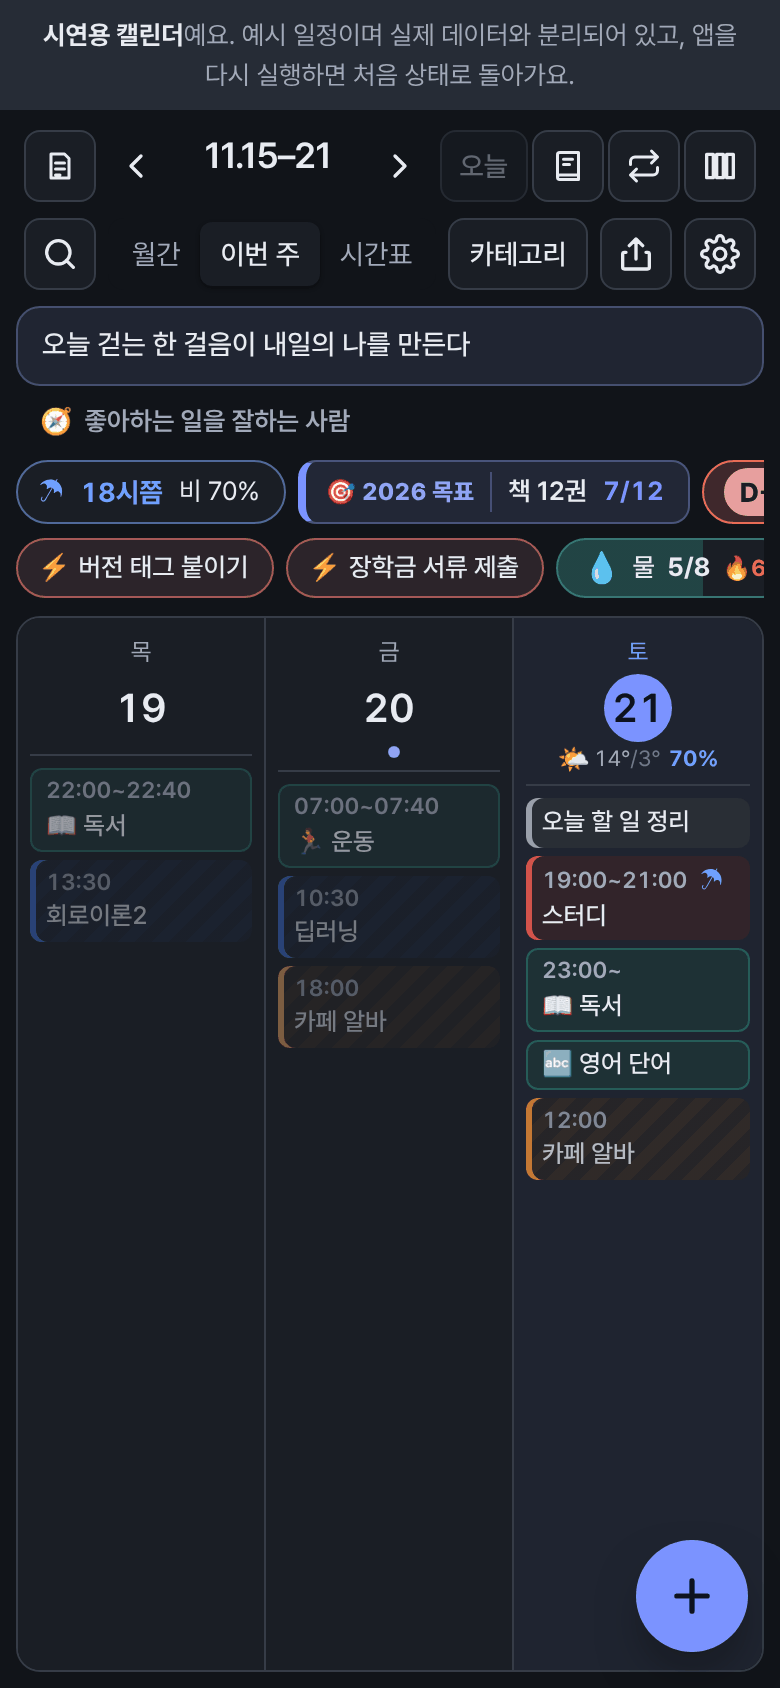 시연용 캘린더예요. 예시 일정이며 실제 데이터와 분리되어 있고, 앱을
다시 실행하면 처음 상태로 돌아가요.
11.15–21 오늘
월간 이번 주 시간표 카테고리
오늘 걷는 한 걸음이 내일의 나를 만든다
🧭 좋아하는 일을 잘하는 사람
☂ 18시쯤 비 70% 🎯 2026 목표 책 12권 7/12 D-
⚡ 버전 태그 붙이기 ⚡ 장학금 서류 제출 💧 물 5/8 🔥6
목
19
22:00~22:40
📖 독서
13:30
회로이론2
금
20
07:00~07:40
🏃 운동
10:30
딥러닝
18:00
카페 알바
토
21
🌤️ 14°/3° 70%
오늘 할 일 정리
19:00~21:00 ☂
스터디
23:00~
📖 독서
🔤 영어 단어
12:00
카페 알바